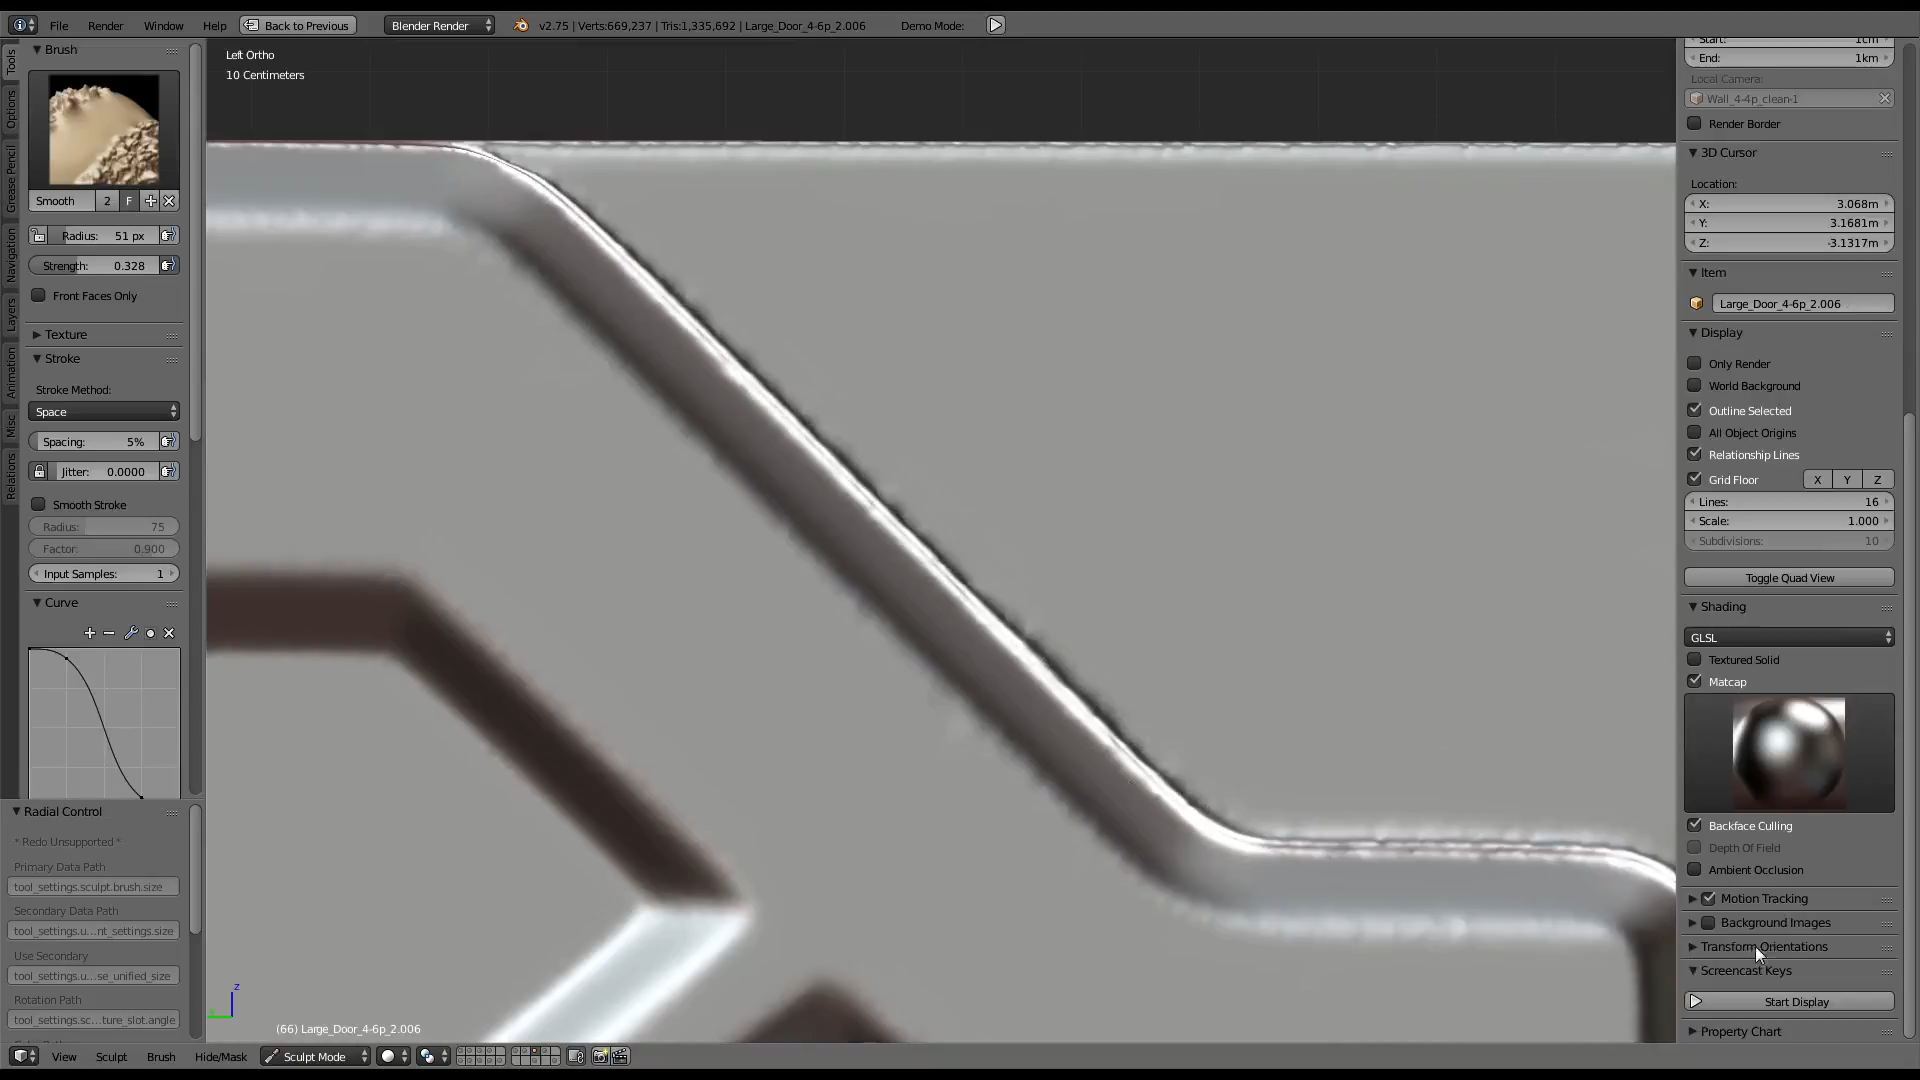 File Render Window Help Back to Previous Blender Render v2.75 | Verts:669,237 | Tris:1,335,692 | Large_Door_4-6p_2.006 Demo Mode:
Tools
Options
Grease Pencil
Navigation
Layers
Animation
Misc
Relations
Brush
Smooth 2 F
Radius: 51 px
Strength: 0.328
Front Faces Only
Texture
Stroke
Stroke Method:
Space
Spacing: 5%
Jitter: 0.0000
Smooth Stroke
Radius: 75
Factor: 0.900
Input Samples: 1
Curve
Radial Control
* Redo Unsupported *
Primary Data Path
tool_settings.sculpt.brush.size
Secondary Data Path
tool_settings.u...nt_settings.size
Use Secondary
tool_settings.u...se_unified_size
Rotation Path
tool_settings.sc...ture_slot.angle
Left Ortho
10 Centimeters
z
(66) Large_Door_4-6p_2.006
Start: 1cm
End: 1km
Local Camera:
Wall_4-4p_clean-1
Render Border
3D Cursor
Location:
X: 3.068m
Y: 3.1681m
Z: -3.1317m
Item
Large_Door_4-6p_2.006
Display
Only Render
World Background
Outline Selected
All Object Origins
Relationship Lines
Grid Floor X Y Z
Lines: 16
Scale: 1.000
Subdivisions: 10
Toggle Quad View
Shading
GLSL
Textured Solid
Matcap
Backface Culling
Depth Of Field
Ambient Occlusion
Motion Tracking
Background Images
Transform Orientations
Screencast Keys
Start Display
Property Chart
View Sculpt Brush Hide/Mask Sculpt Mode